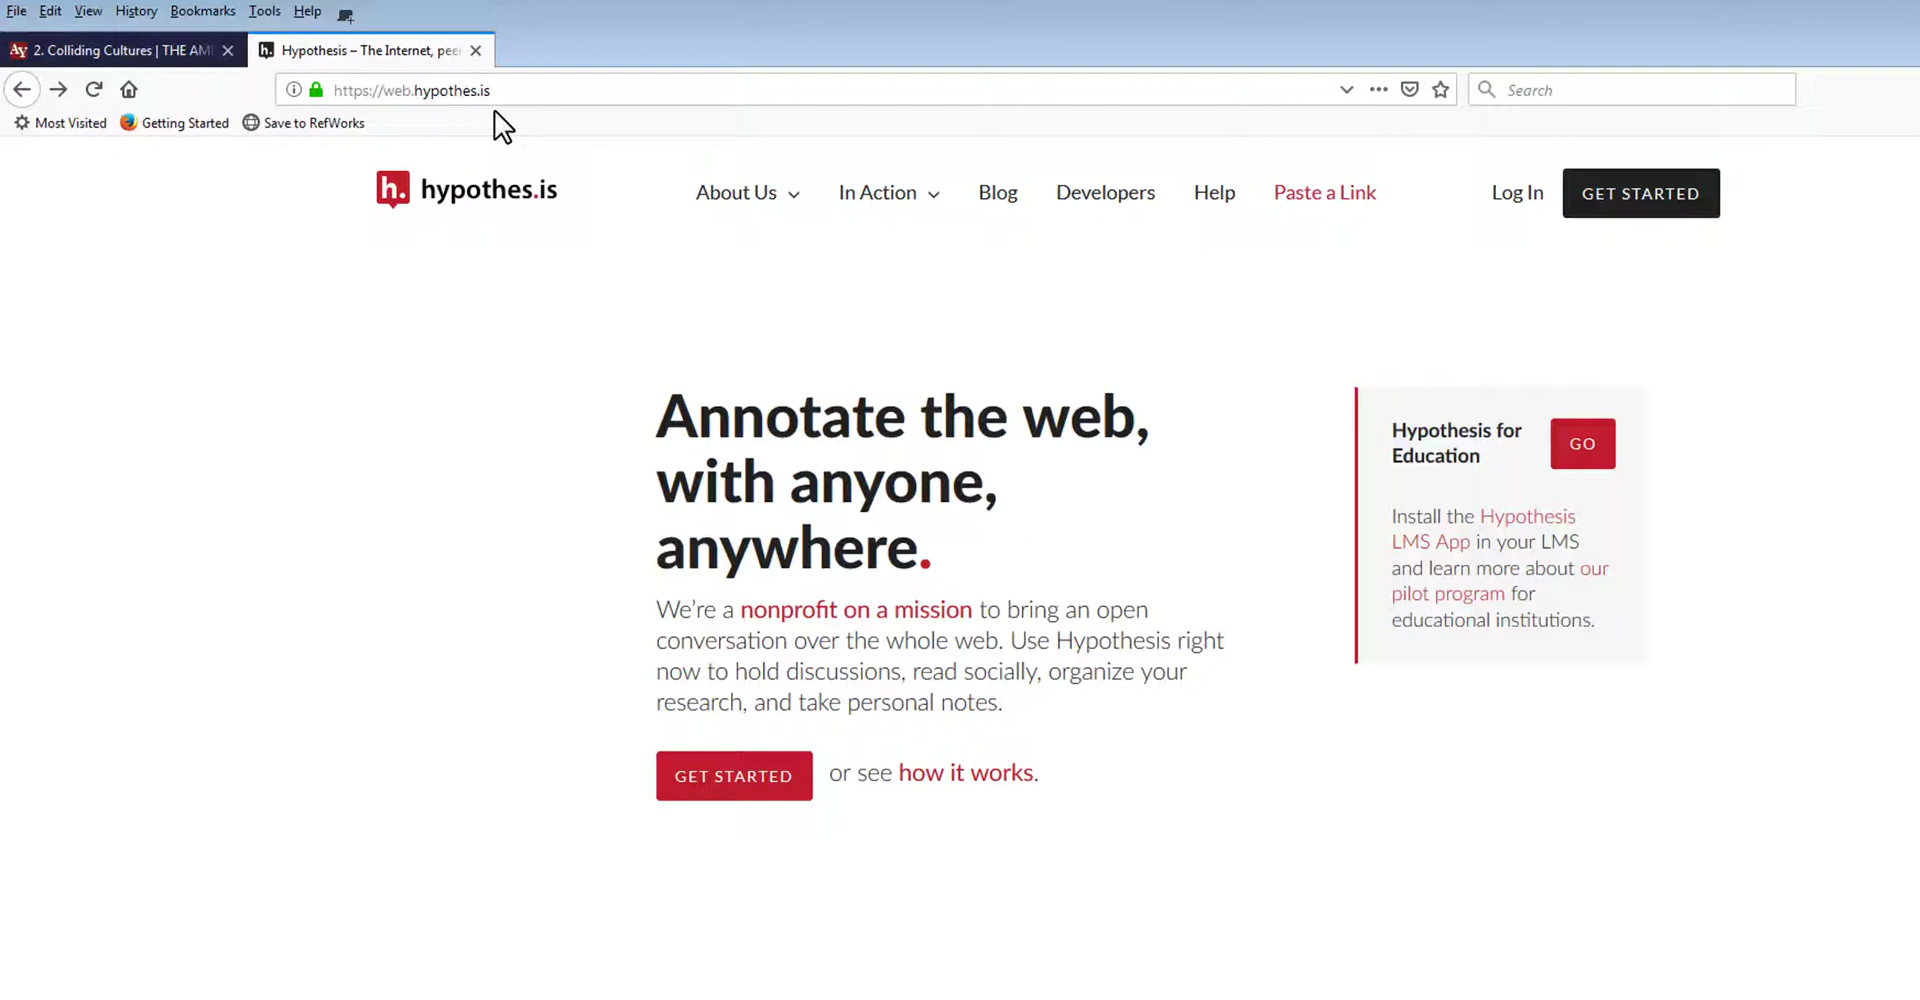 File Edit View History Bookmarks Tools Help
Ay 2. Colliding Cultures | THE AM
h. Hypothesis – The Internet, peer
https://web.hypothes.is
Search
Most Visited Getting Started Save to RefWorks
h. hypothes.is
About Us In Action Blog Developers Help Paste a Link Log In GET STARTED
Annotate the web,
with anyone,
anywhere.
We’re a nonprofit on a mission to bring an open
conversation over the whole web. Use Hypothesis right
now to hold discussions, read socially, organize your
research, and take personal notes.
GET STARTED or see how it works.
Hypothesis for
Education
GO
Install the Hypothesis
LMS App in your LMS
and learn more about our
pilot program for
educational institutions.